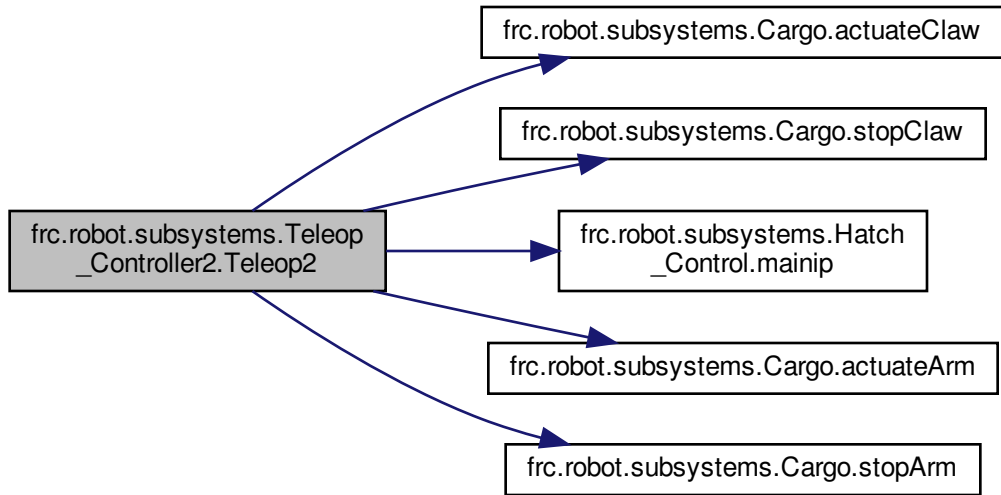 frc.robot.subsystems.Cargo.actuateClaw
frc.robot.subsystems.Cargo.stopClaw
frc.robot.subsystems.Teleop
_Controller2.Teleop2
frc.robot.subsystems.Hatch
_Control.mainip
frc.robot.subsystems.Cargo.actuateArm
frc.robot.subsystems.Cargo.stopArm